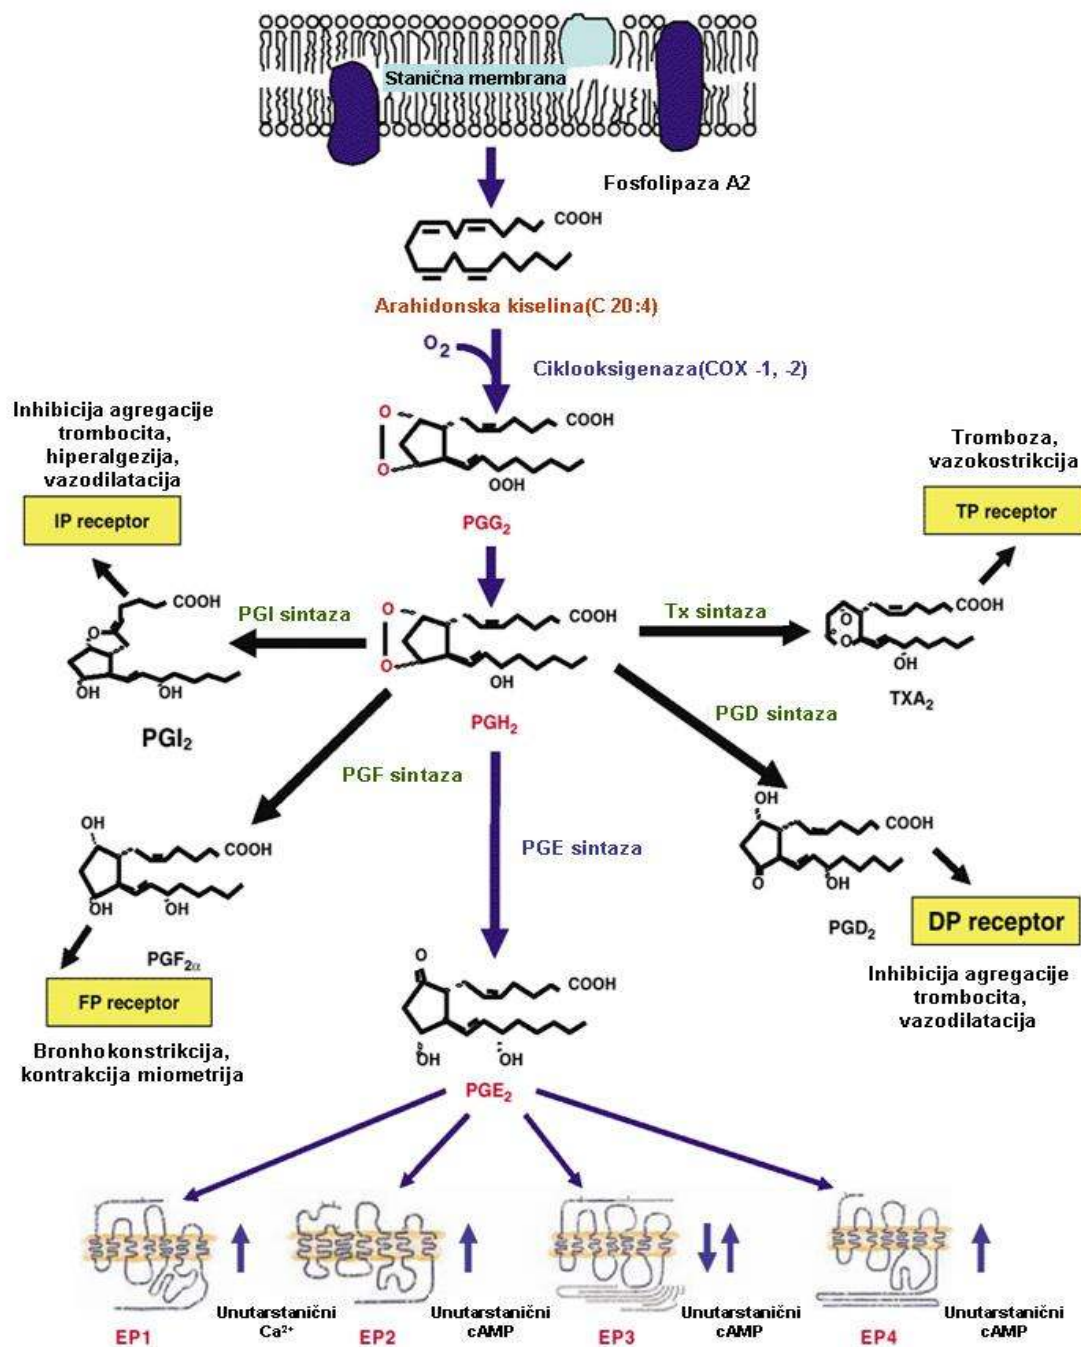 Stanična membrana
Fosfolipaza A2
COOH
Arahidonska kiselina(C 20:4)
O₂
Ciklooksigenaza(COX -1, -2)
O
O
COOH
OOH
PGG₂
Inhibicija agregacije
trombocita,
hiperalgezija,
vazodilatacija
IP receptor
Tromboza,
vazokostrikcija
TP receptor
COOH
O
OH
OH
PGI₂
PGI sintaza
O
O
COOH
OH
PGH₂
Tx sintaza
COOH
O
O
OH
TXA₂
PGD sintaza
PGF sintaza
PGE sintaza
OH
COOH
OH
OH
PGF₂α
FP receptor
Bronhokonstrikcija,
kontrakcija miometrija
OH
COOH
O
OH
PGD₂
DP receptor
Inhibicija agregacije
trombocita,
vazodilatacija
O
COOH
OH
OH
PGE₂
Unutarstanični
Ca²⁺
EP1
Unutarstanični
cAMP
EP2
Unutarstanični
cAMP
EP3
Unutarstanični
cAMP
EP4